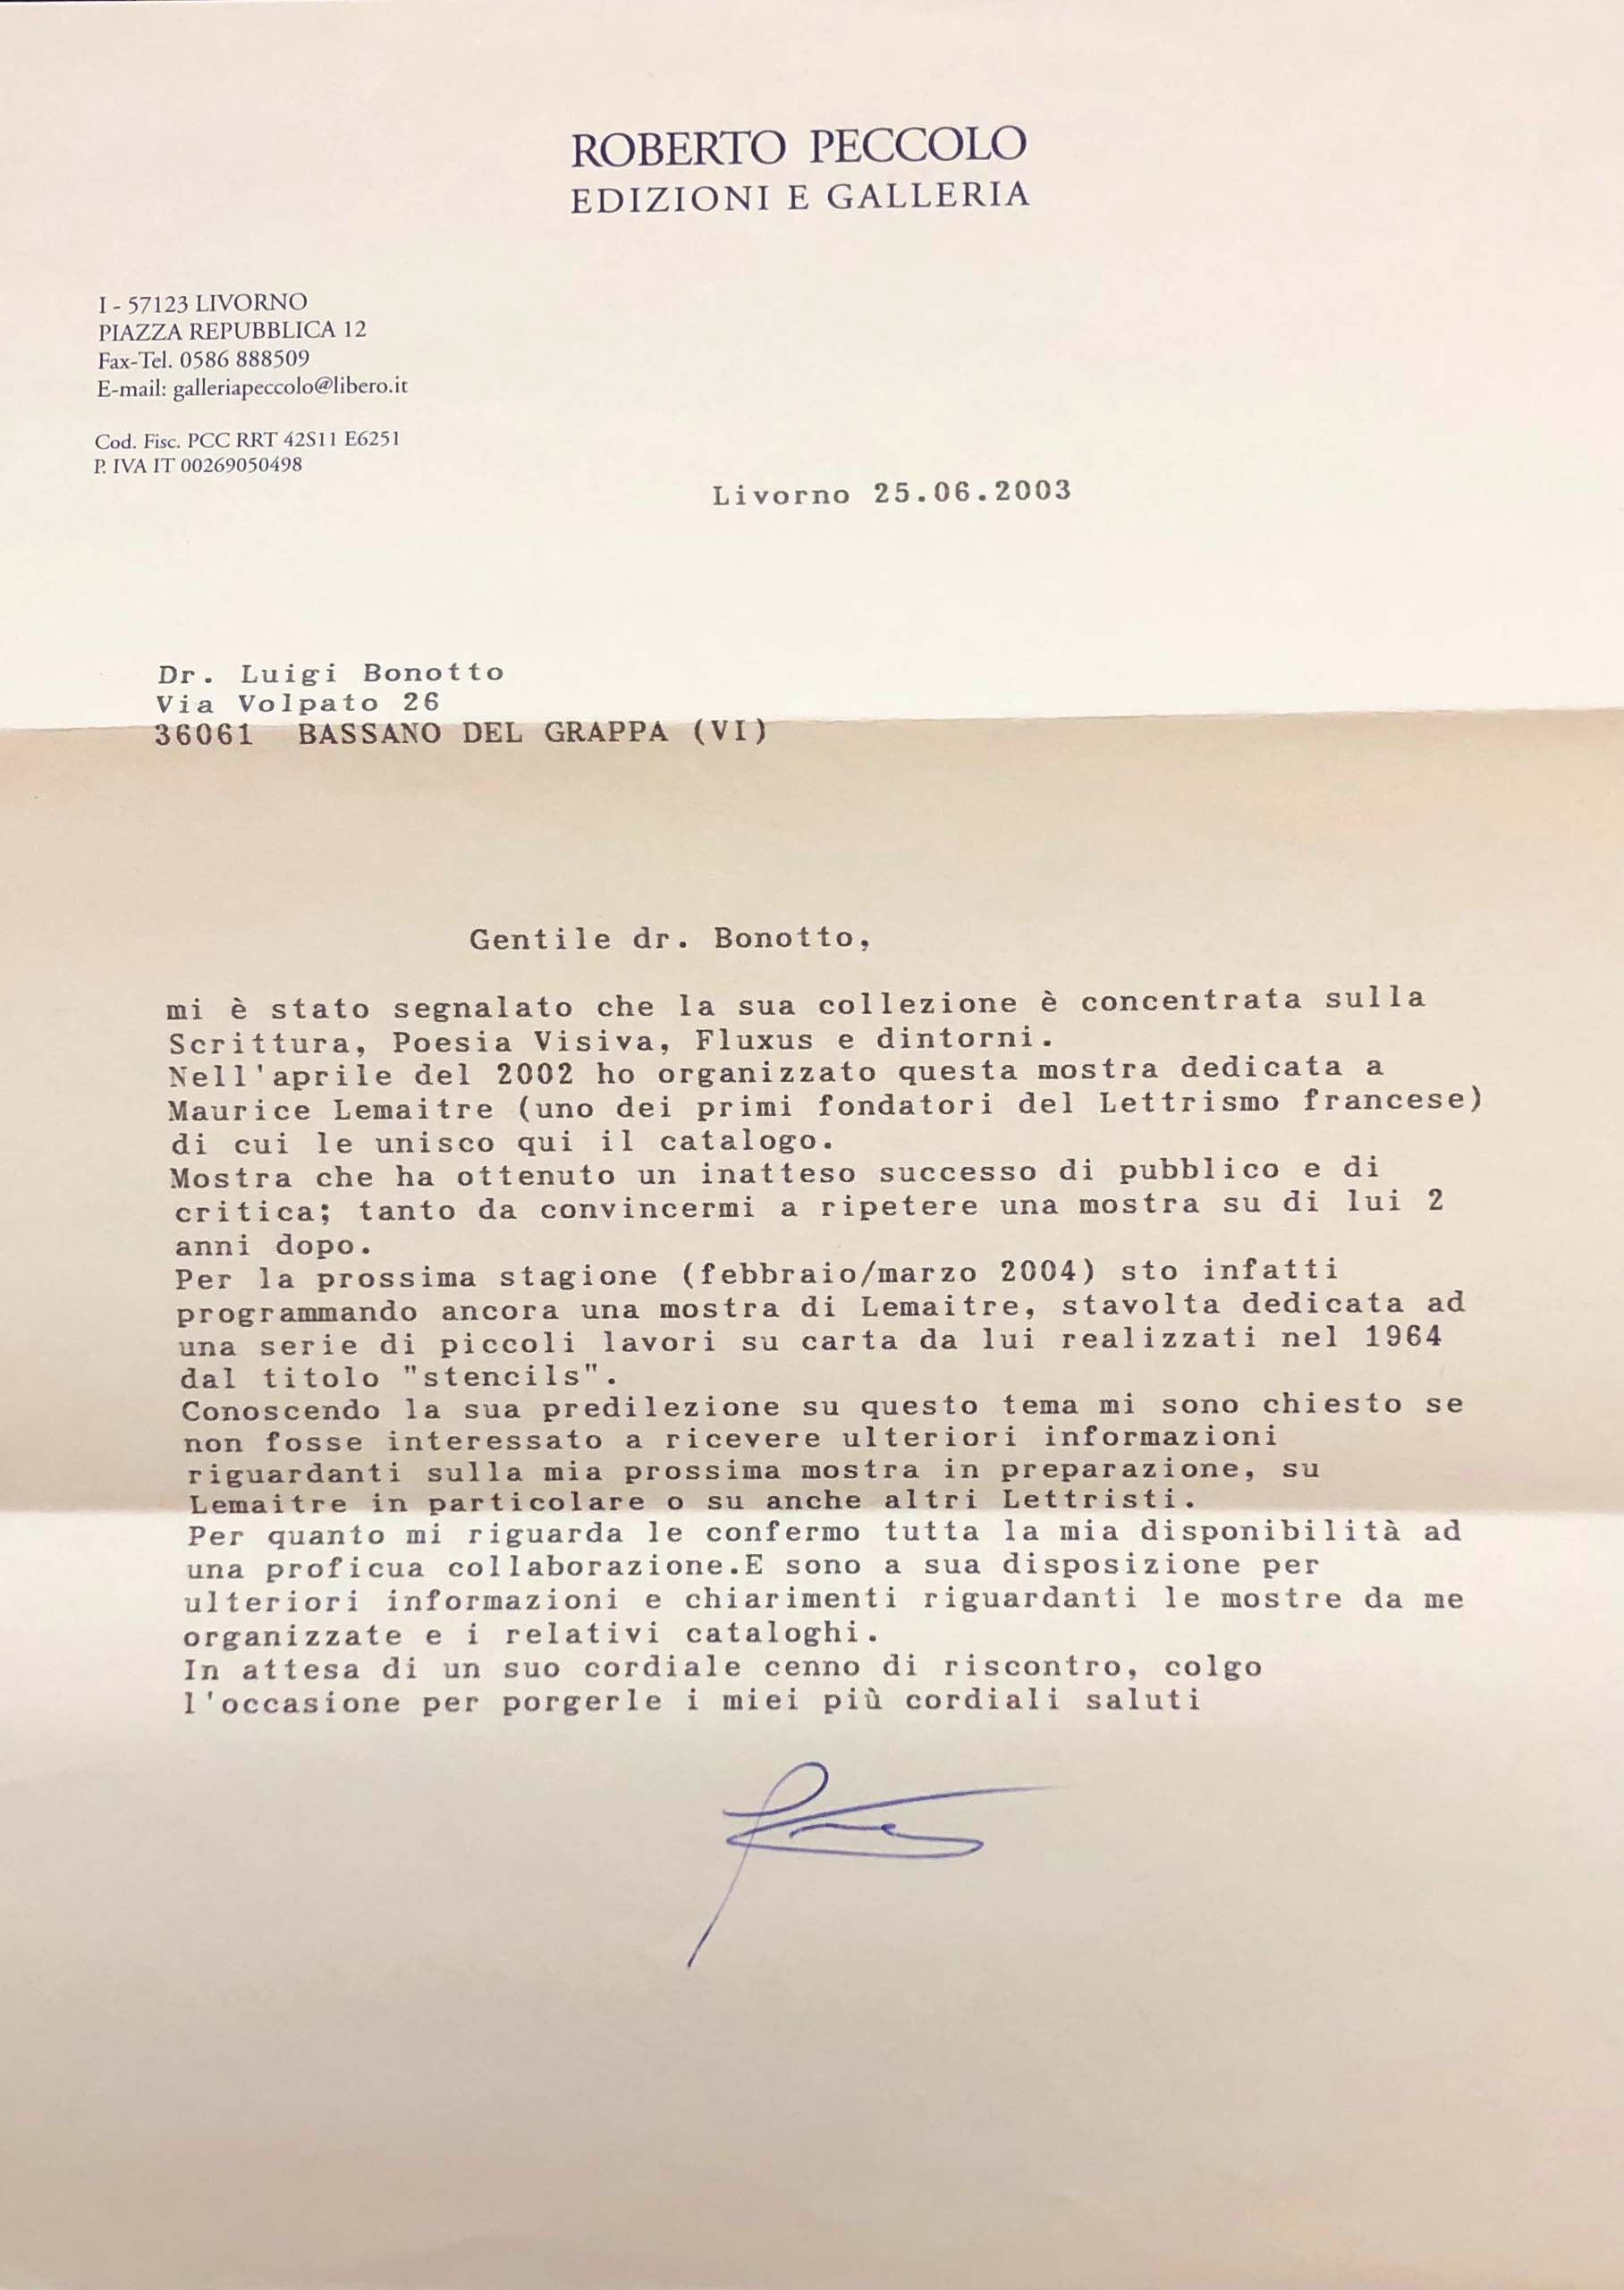 ROBERTO PECCOLO
EDIZIONI E GALLERIA
I - 57123 LIVORNO
PIAZZA REPUBBLICA 12
Fax-Tel. 0586 888509
E-mail: galleriapeccolo@libero.it
Cod. Fisc. PCC RRT 42S11 E6251
P. IVA IT 00269050498
Livorno 25.06.2003
Dr. Luigi Bonotto
Via Volpato 26
36061 BASSANO DEL GRAPPA (VI)
Gentile dr. Bonotto,
mi è stato segnalato che la sua collezione è concentrata sulla
Scrittura, Poesia Visiva, Fluxus e dintorni.
Nell'aprile del 2002 ho organizzato questa mostra dedicata a
Maurice Lemaitre (uno dei primi fondatori del Lettrismo francese)
di cui le unisco qui il catalogo.
Mostra che ha ottenuto un inatteso successo di pubblico e di
critica; tanto da convincermi a ripetere una mostra su di lui 2
anni dopo.
Per la prossima stagione (febbraio/marzo 2004) sto infatti
programmando ancora una mostra di Lemaitre, stavolta dedicata ad
una serie di piccoli lavori su carta da lui realizzati nel 1964
dal titolo "stencils".
Conoscendo la sua predilezione su questo tema mi sono chiesto se
non fosse interessato a ricevere ulteriori informazioni
riguardanti sulla mia prossima mostra in preparazione, su
Lemaitre in particolare o su anche altri Lettristi.
Per quanto mi riguarda le confermo tutta la mia disponibilità ad
una proficua collaborazione.E sono a sua disposizione per
ulteriori informazioni e chiarimenti riguardanti le mostre da me
organizzate e i relativi cataloghi.
In attesa di un suo cordiale cenno di riscontro, colgo
l'occasione per porgerle i miei più cordiali saluti